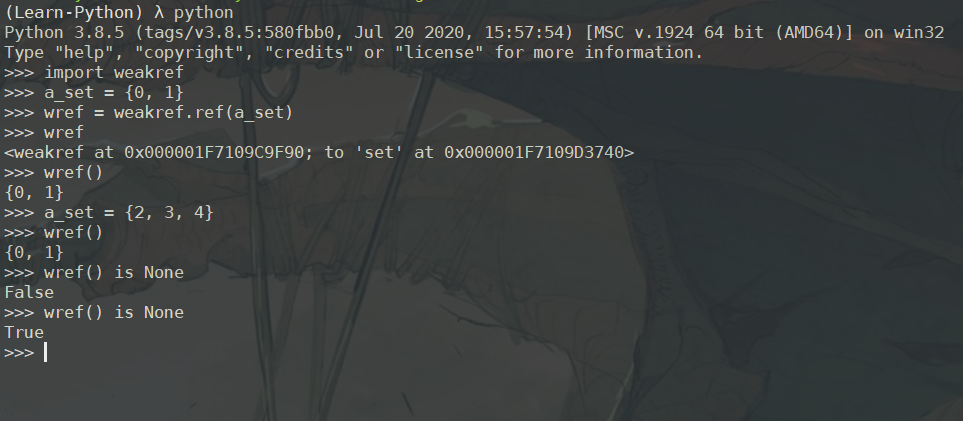 (Learn-Python) λ python
Python 3.8.5 (tags/v3.8.5:580fbb0, Jul 20 2020, 15:57:54) [MSC v.1924 64 bit (AMD64)] on win32
Type "help", "copyright", "credits" or "license" for more information.
>>> import weakref
>>> a_set = {0, 1}
>>> wref = weakref.ref(a_set)
>>> wref
<weakref at 0x000001F7109C9F90; to 'set' at 0x000001F7109D3740>
>>> wref()
{0, 1}
>>> a_set = {2, 3, 4}
>>> wref()
{0, 1}
>>> wref() is None
False
>>> wref() is None
True
>>>